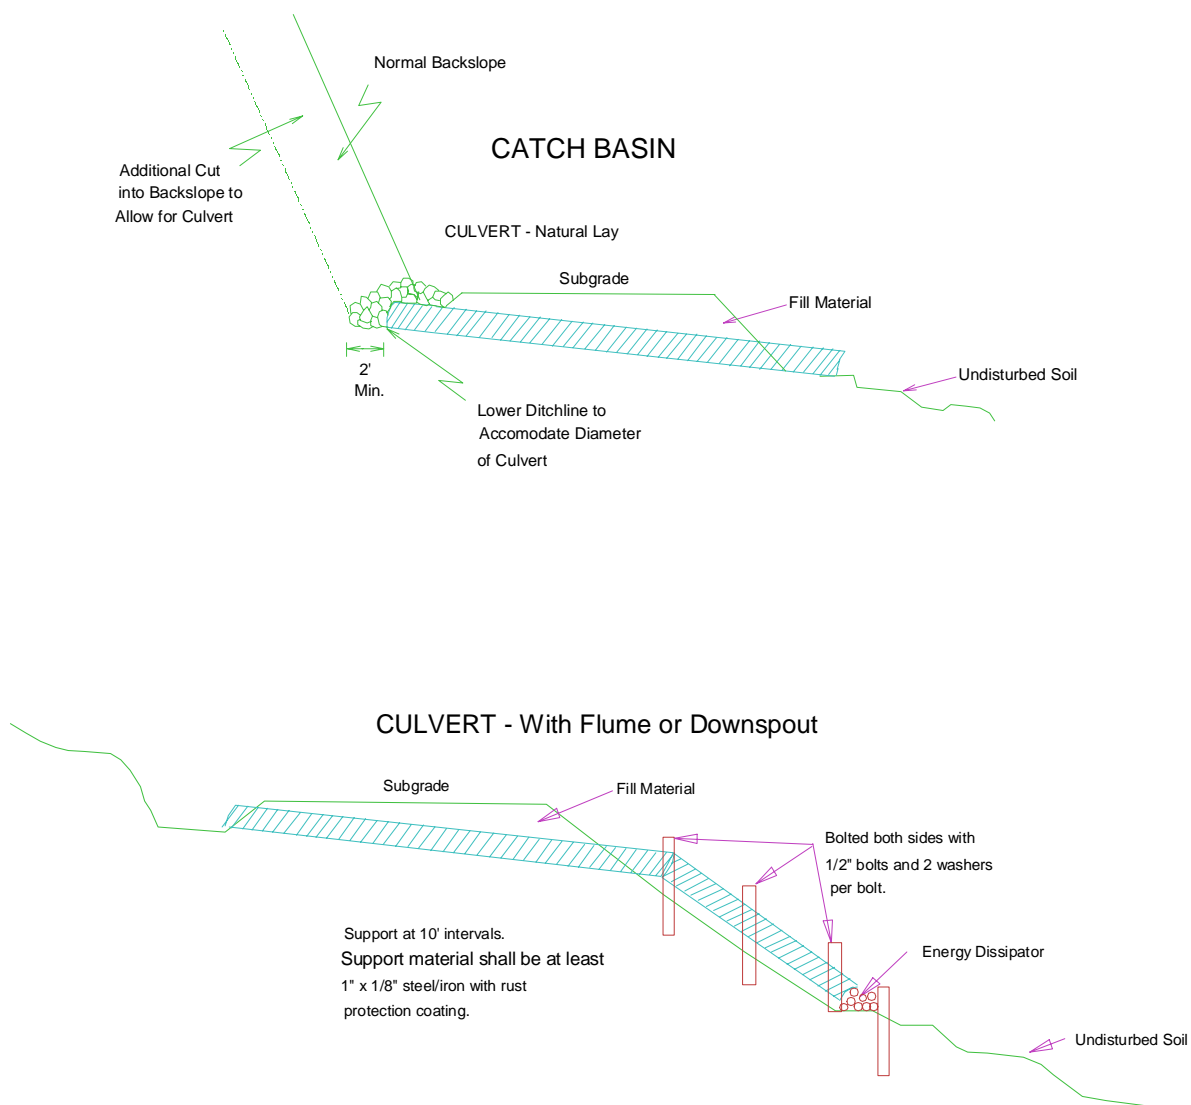 Normal Backslope
CATCH BASIN
Additional Cut
into Backslope to
Allow for Culvert
CULVERT - Natural Lay
Subgrade
Fill Material
2'
Min.
Undisturbed Soil
Lower Ditchline to
Accomodate Diameter
of Culvert
CULVERT - With Flume or Downspout
Subgrade
Fill Material
Bolted both sides with
1/2" bolts and 2 washers
per bolt.
Support at 10' intervals.
Support material shall be at least
1" x 1/8" steel/iron with rust
protection coating.
Energy Dissipator
Undisturbed Soil